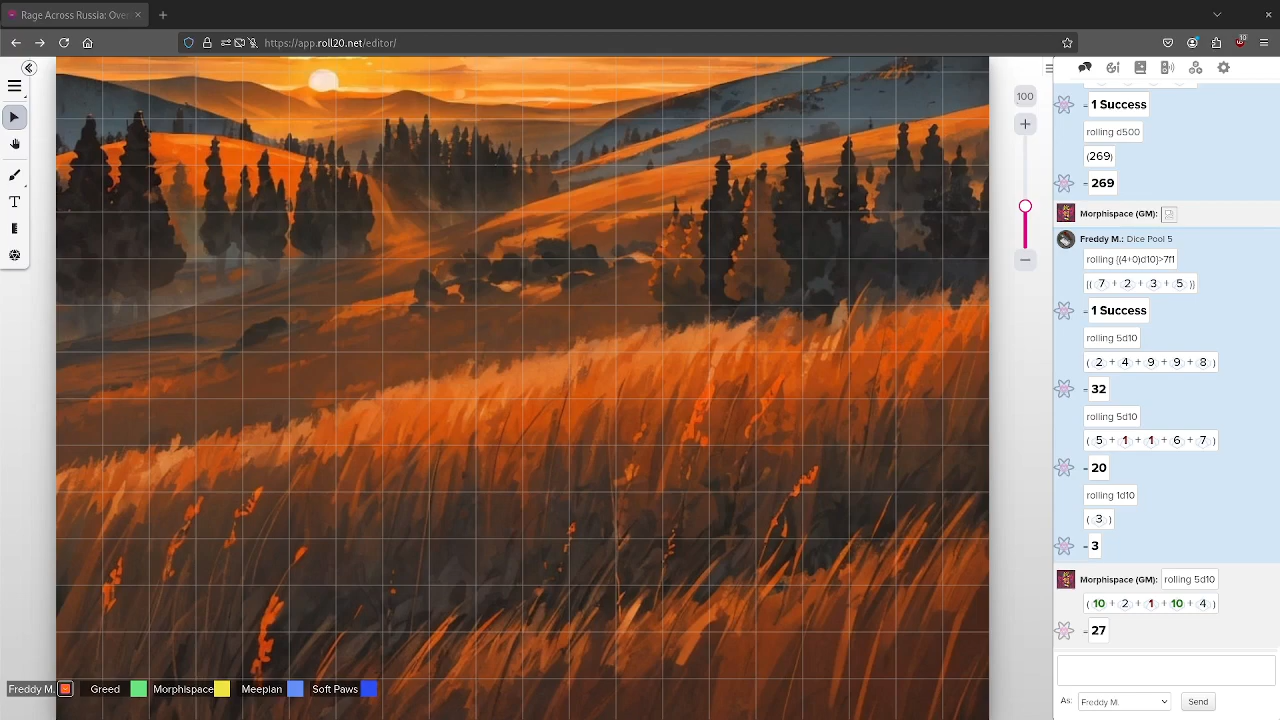 Rage Across Russia: Over
https://app.roll20.net/editor/
10
100
1 Success
rolling d500
(269)
= 269
Morphispace (GM):
Freddy M.: Dice Pool 5
rolling {(4+0)d10}>7f1
({ 7 + 2 + 3 + 5 })
= 1 Success
rolling 5d10
( 2 + 4 + 9 + 9 + 8 )
= 32
rolling 5d10
( 5 + 1 + 1 + 6 + 7 )
= 20
rolling 1d10
( 3 )
= 3
Morphispace (GM): rolling 5d10
( 10 + 2 + 1 + 10 + 4 )
= 27
Freddy M. Greed Morphispace Meepian Soft Paws
As: Freddy M. Send